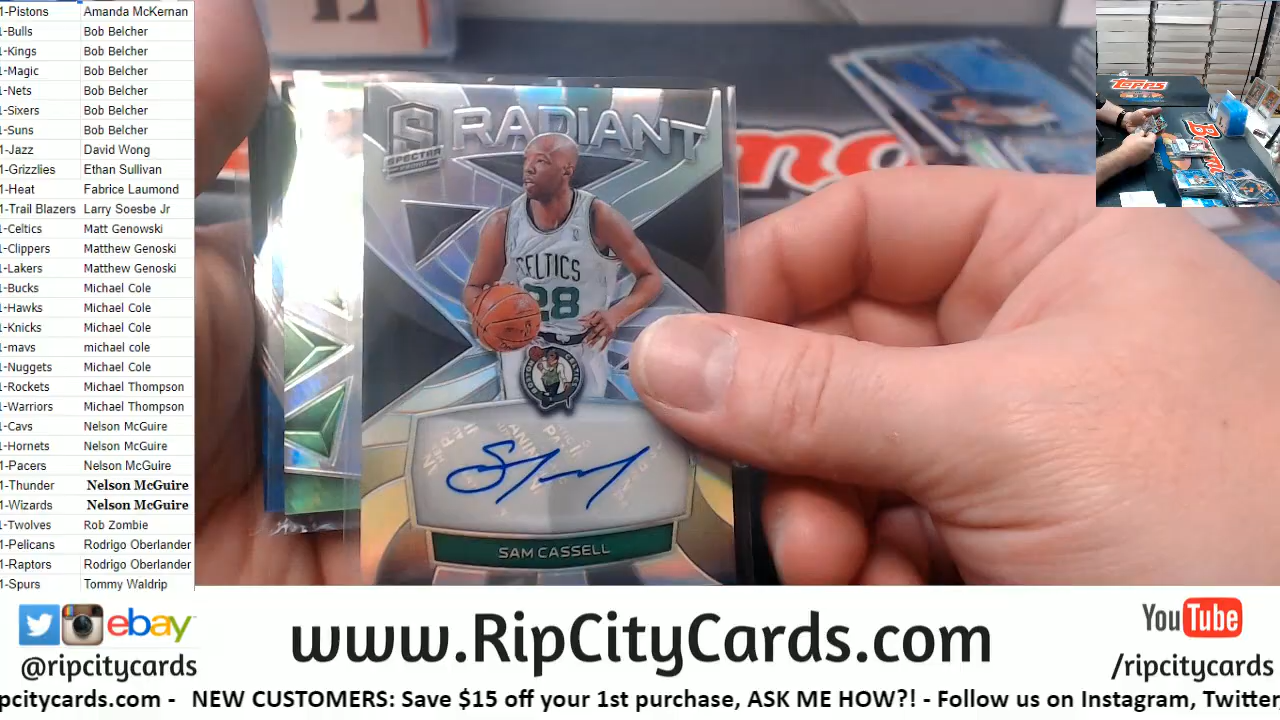 1-Pistons Amanda McKernan
1-Bulls Bob Belcher
1-Kings Bob Belcher
1-Magic Bob Belcher
1-Nets Bob Belcher
1-Sixers Bob Belcher
1-Suns Bob Belcher
1-Jazz David Wong
1-Grizzlies Ethan Sullivan
1-Heat Fabrice Laumond
1-Trail Blazers Larry Soesbe Jr
1-Celtics Matt Genowski
1-Clippers Matthew Genoski
1-Lakers Matthew Genoski
1-Bucks Michael Cole
1-Hawks Michael Cole
1-Knicks Michael Cole
1-mavs michael cole
1-Nuggets Michael Cole
1-Rockets Michael Thompson
1-Warriors Michael Thompson
1-Cavs Nelson McGuire
1-Hornets Nelson McGuire
1-Pacers Nelson McGuire
1-Thunder Nelson McGuire
1-Wizards Nelson McGuire
1-Twolves Rob Zombie
1-Pelicans Rodrigo Oberlander
1-Raptors Rodrigo Oberlander
1-Spurs Tommy Waldrip
S RADIANT
SPECTRA
CELTICS
28
SAM CASSELL
Topps
ebay
@ripcitycards
www.RipCityCards.com
YouTube
/ripcitycards
pcitycards.com - NEW CUSTOMERS: Save $15 off your 1st purchase, ASK ME HOW?! - Follow us on Instagram, Twitter,